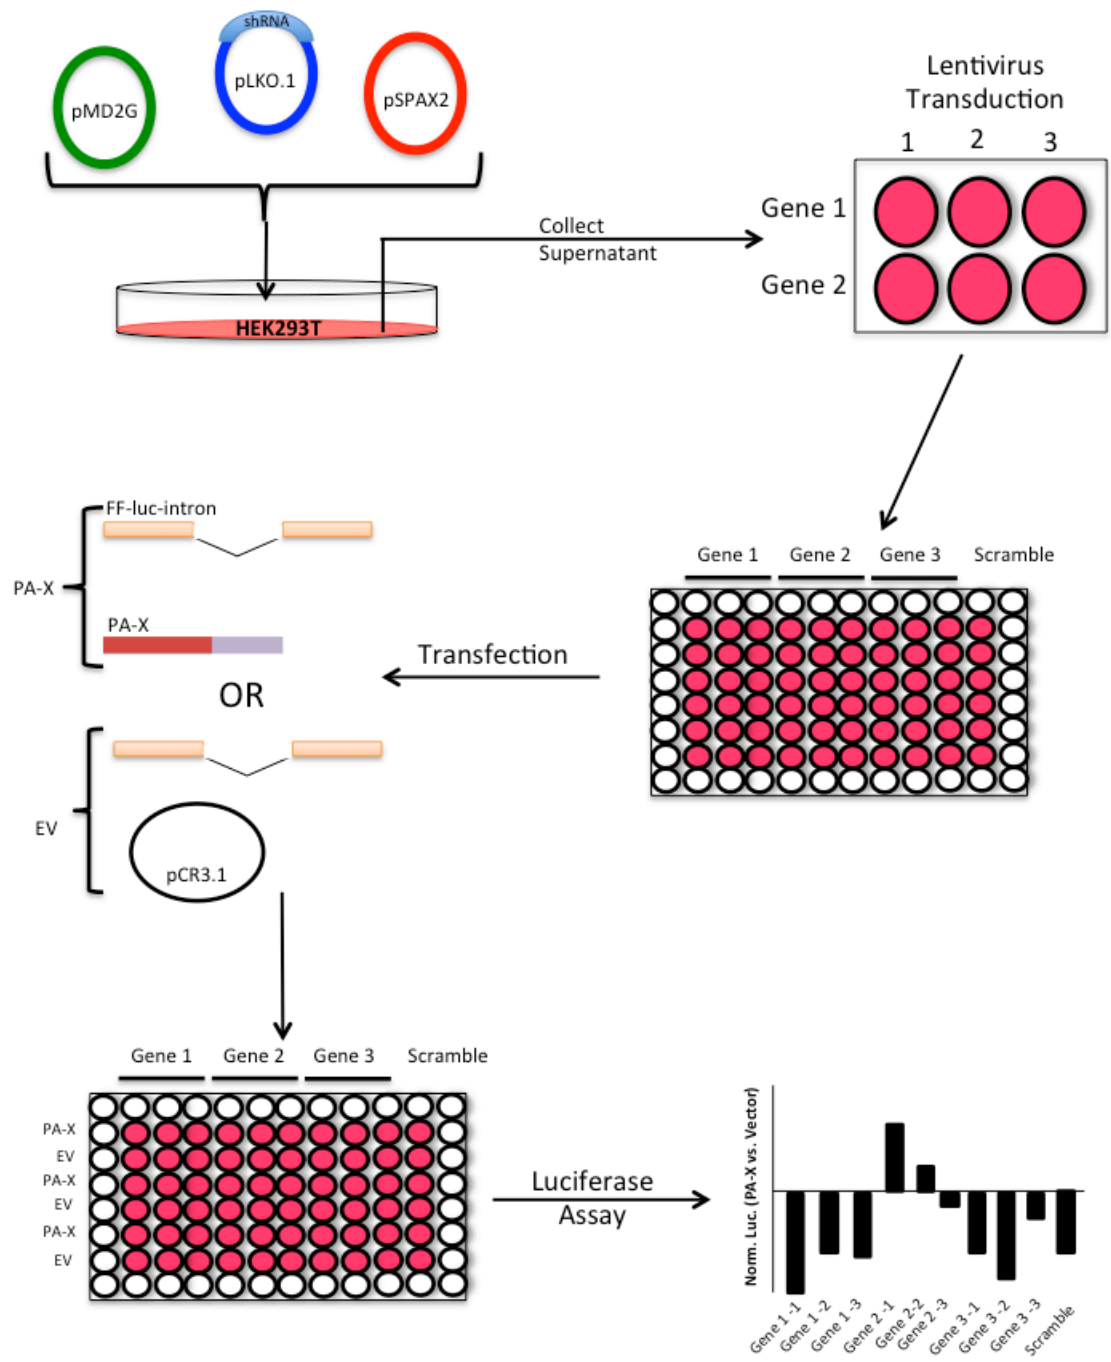 shRNA
pMD2G
pLKO.1
pSPAX2
HEK293T
Collect
Supernatant
Lentivirus
Transduction
1 2 3
Gene 1
Gene 2
Gene 1 Gene 2 Gene 3 Scramble
Transfection
FF-luc-intron
PA-X
PA-X
OR
EV
pCR3.1
Gene 1 Gene 2 Gene 3 Scramble
PA-X
EV
PA-X
EV
PA-X
EV
Luciferase
Assay
Norm. Luc. (PA-X vs. Vector)
Gene 1 -1
Gene 1 -2
Gene 1 -3
Gene 2 -1
Gene 2-2
Gene 2 -3
Gene 3 -1
Gene 3 -2
Gene 3 -3
Scramble